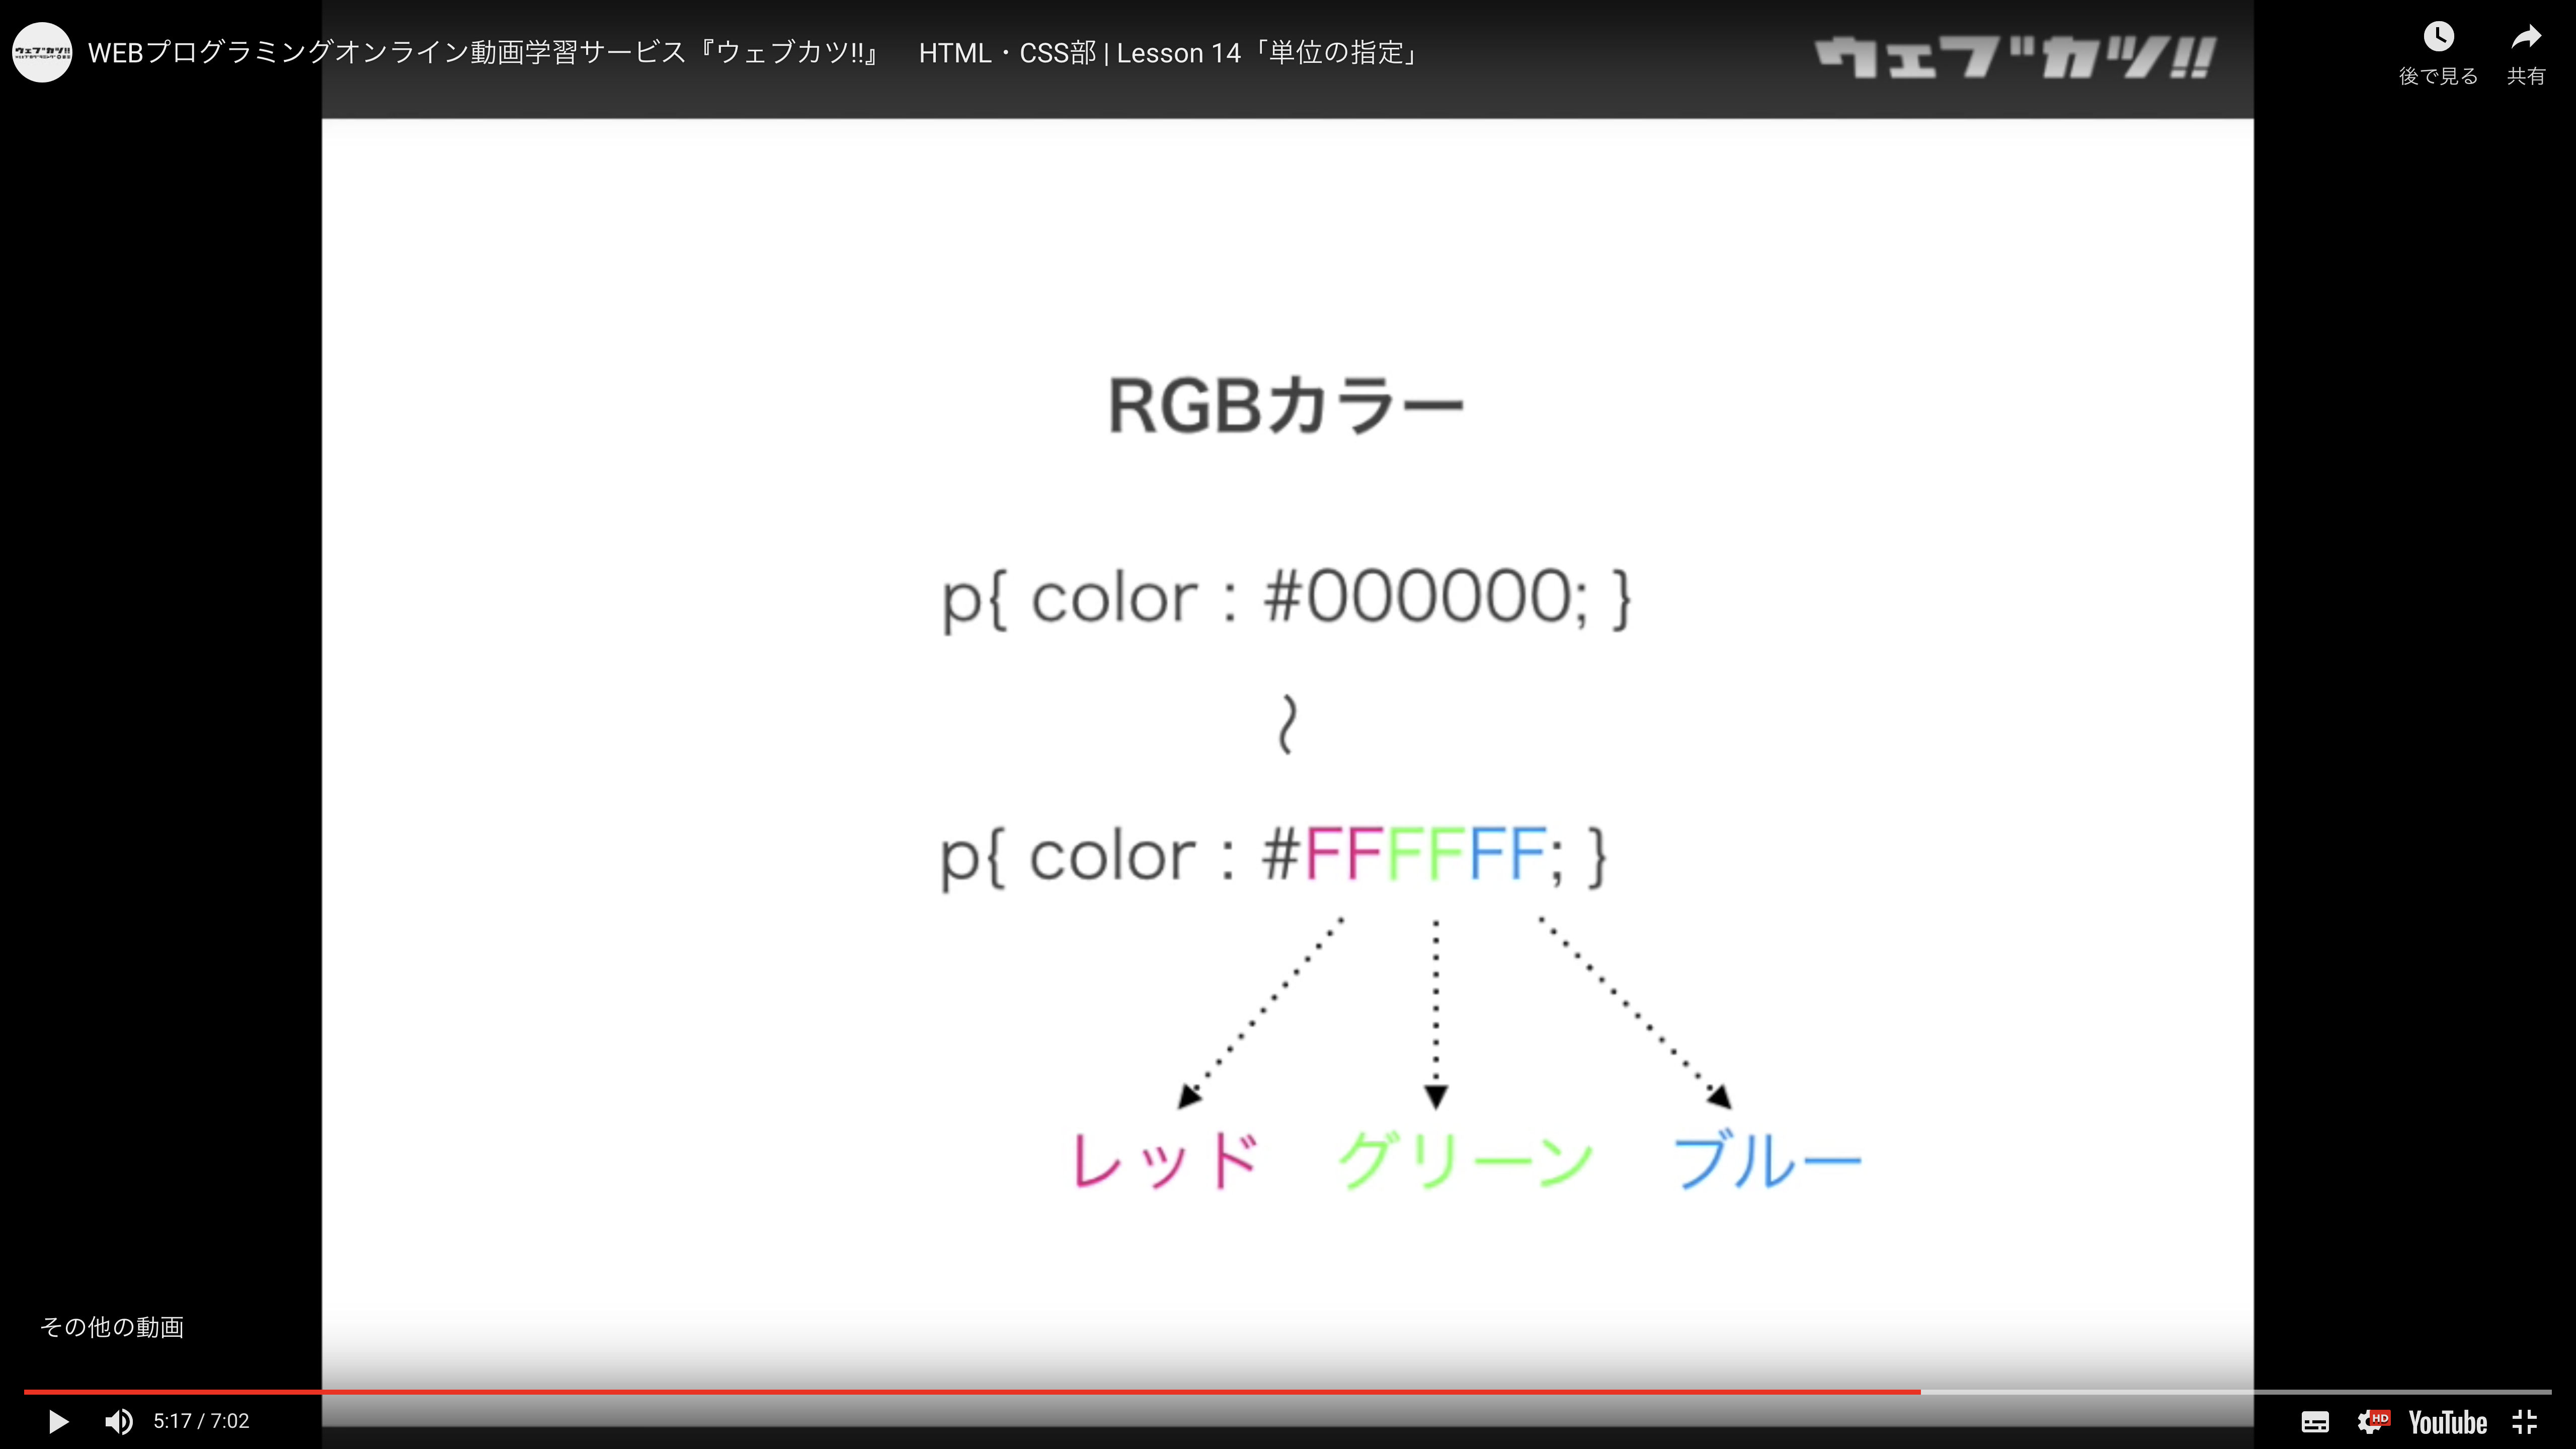 WEBプログラミングオンライン動画学習サービス『ウェブカツ!!』　HTML・CSS部 | Lesson 14「単位の指定」
ウェブカツ!!
後で見る
共有
RGBカラー
p{ color : #000000; }
〜
p{ color : #FFFFFF; }
レッド　グリーン　ブルー
その他の動画
5:17 / 7:02
HD
YouTube